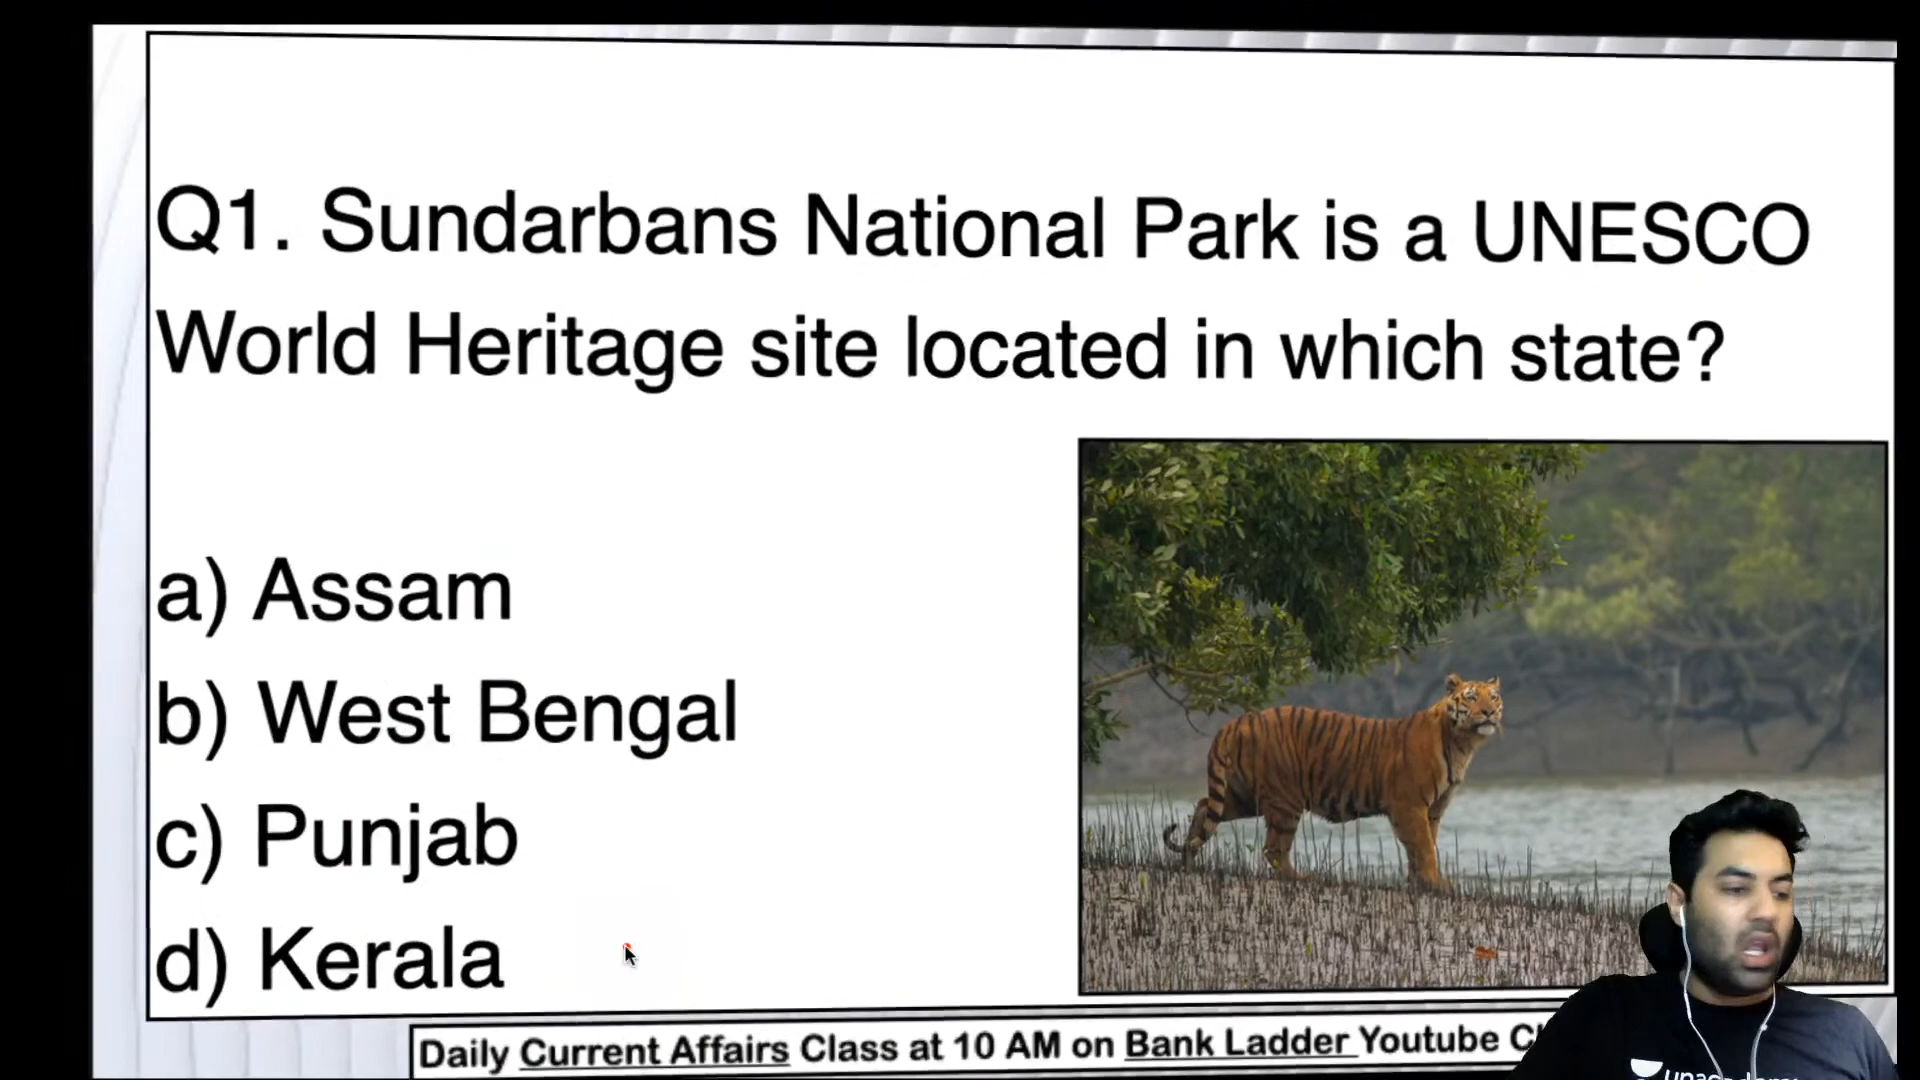 Q1. Sundarbans National Park is a UNESCO
World Heritage site located in which state?
a) Assam
b) West Bengal
c) Punjab
d) Kerala
Daily Current Affairs Class at 10 AM on Bank Ladder Youtube